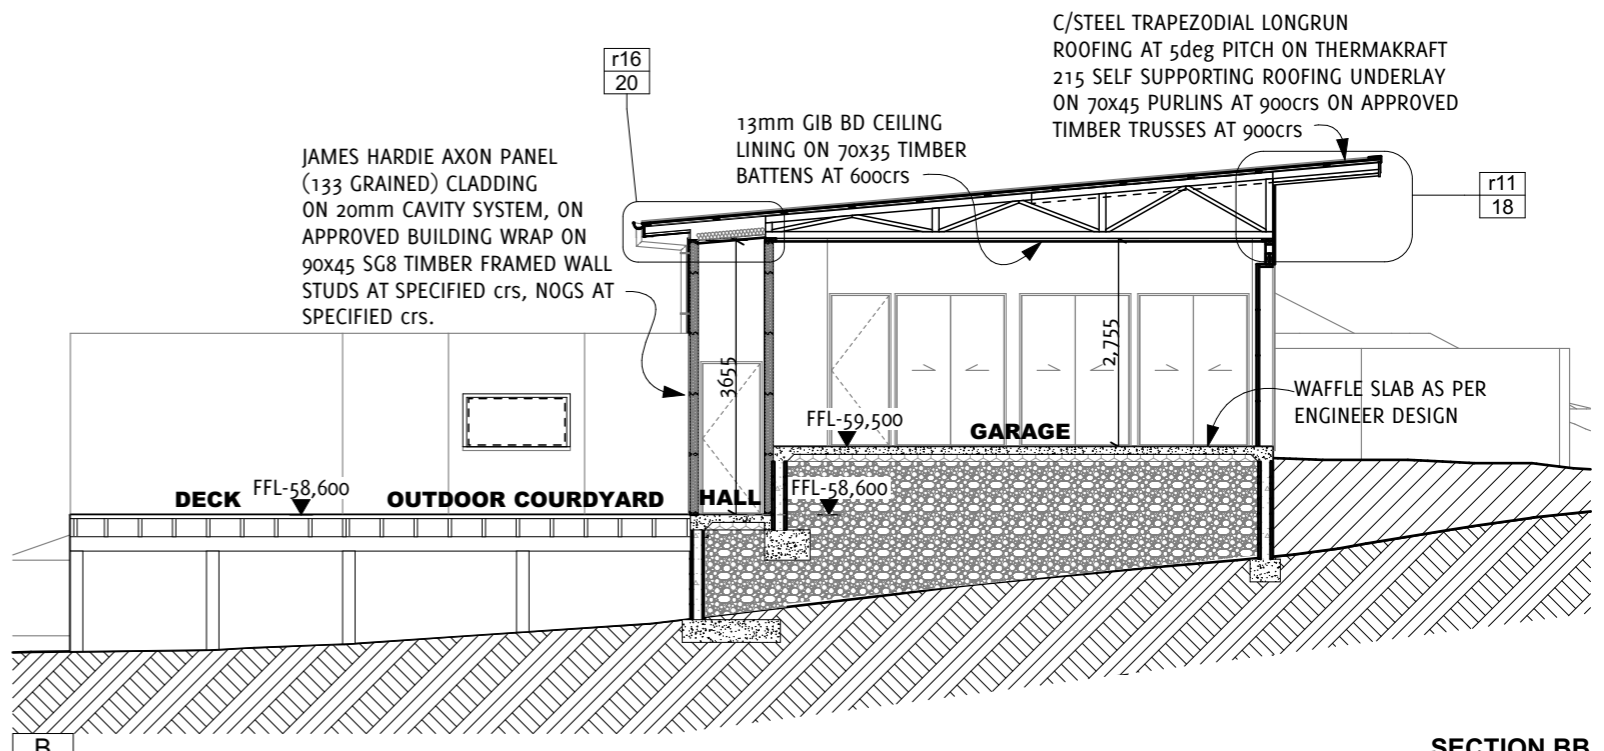 C/STEEL TRAPEZODIAL LONGRUN
ROOFING AT 5deg PITCH ON THERMAKRAFT
215 SELF SUPPORTING ROOFING UNDERLAY
ON 70x45 PURLINS AT 900crs ON APPROVED
TIMBER TRUSSES AT 900crs
r16
20
13mm GIB BD CEILING
LINING ON 70x35 TIMBER
BATTENS AT 600crs
JAMES HARDIE AXON PANEL
(133 GRAINED) CLADDING
ON 20mm CAVITY SYSTEM, ON
APPROVED BUILDING WRAP ON
90x45 SG8 TIMBER FRAMED WALL
STUDS AT SPECIFIED crs, NOGS AT
SPECIFIED crs.
r11
18
3655
2,755
WAFFLE SLAB AS PER
ENGINEER DESIGN
FFL-59,500
GARAGE
DECK
FFL-58,600
OUTDOOR COURDYARD
HALL
FFL-58,600
B
SECTION BB